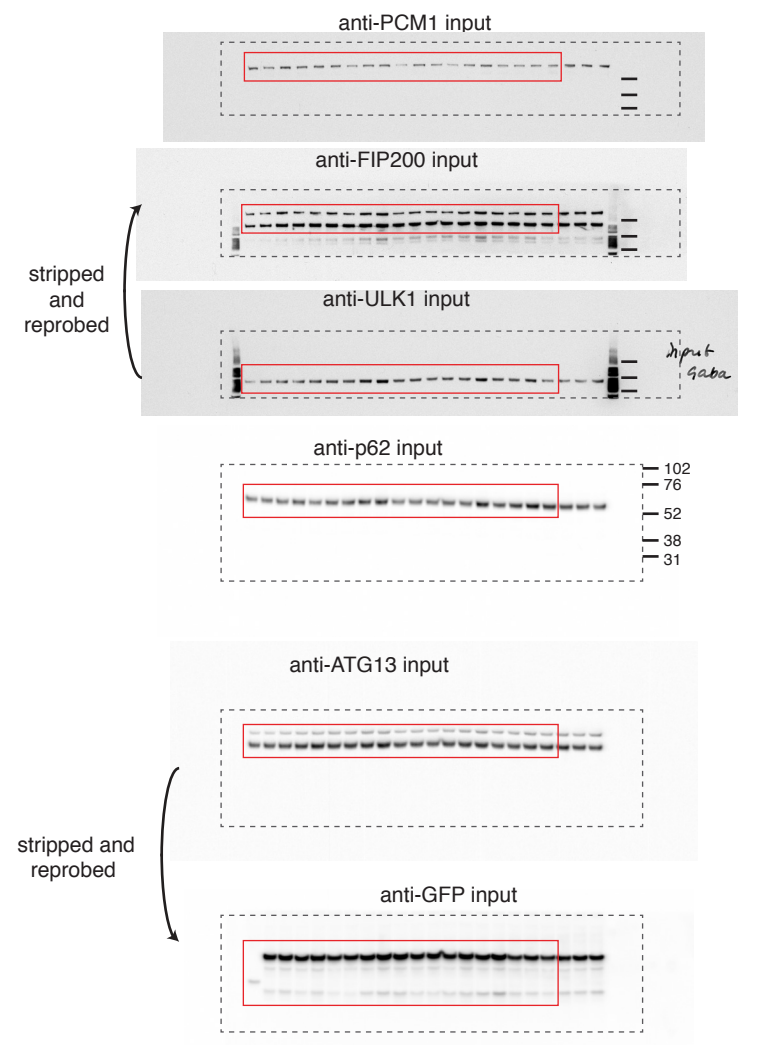 anti-PCM1 input
anti-FIP200 input
stripped
and
reprobed
anti-ULK1 input
input
Gaba
anti-p62 input
102
76
52
38
31
anti-ATG13 input
stripped and
reprobed
anti-GFP input